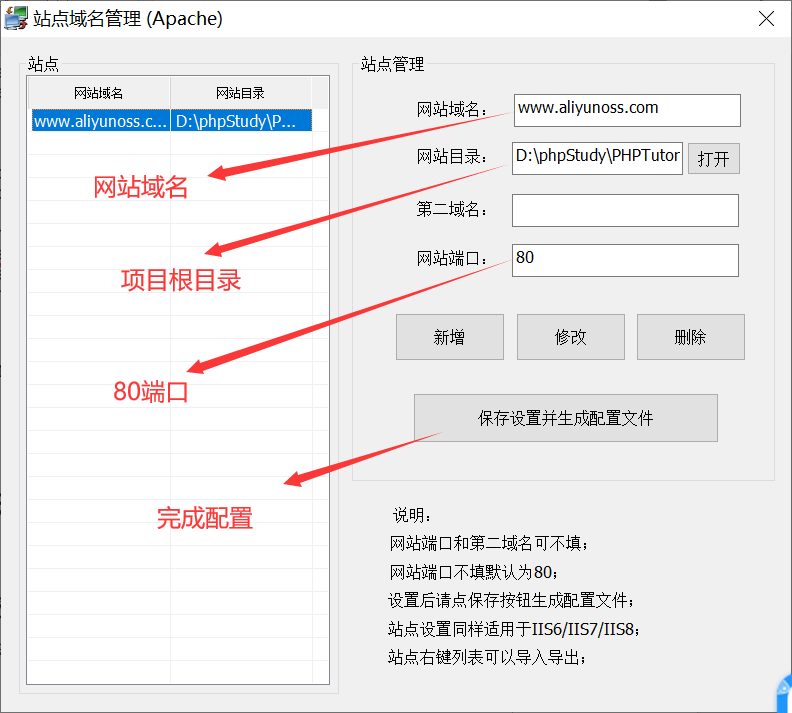 站点域名管理 (Apache)
站点
网站域名 网站目录
www.aliyunoss.c... D:\phpStudy\P...
网站域名
项目根目录
80端口
完成配置
站点管理
网站域名： www.aliyunoss.com
网站目录： D:\phpStudy\PHPTutor 打开
第二域名：
网站端口： 80
新增 修改 删除
保存设置并生成配置文件
说明：
网站端口和第二域名可不填；
网站端口不填默认为80；
设置后请点保存按钮生成配置文件；
站点设置同样适用于IIS6/IIS7/IIS8；
站点右键列表可以导入导出；